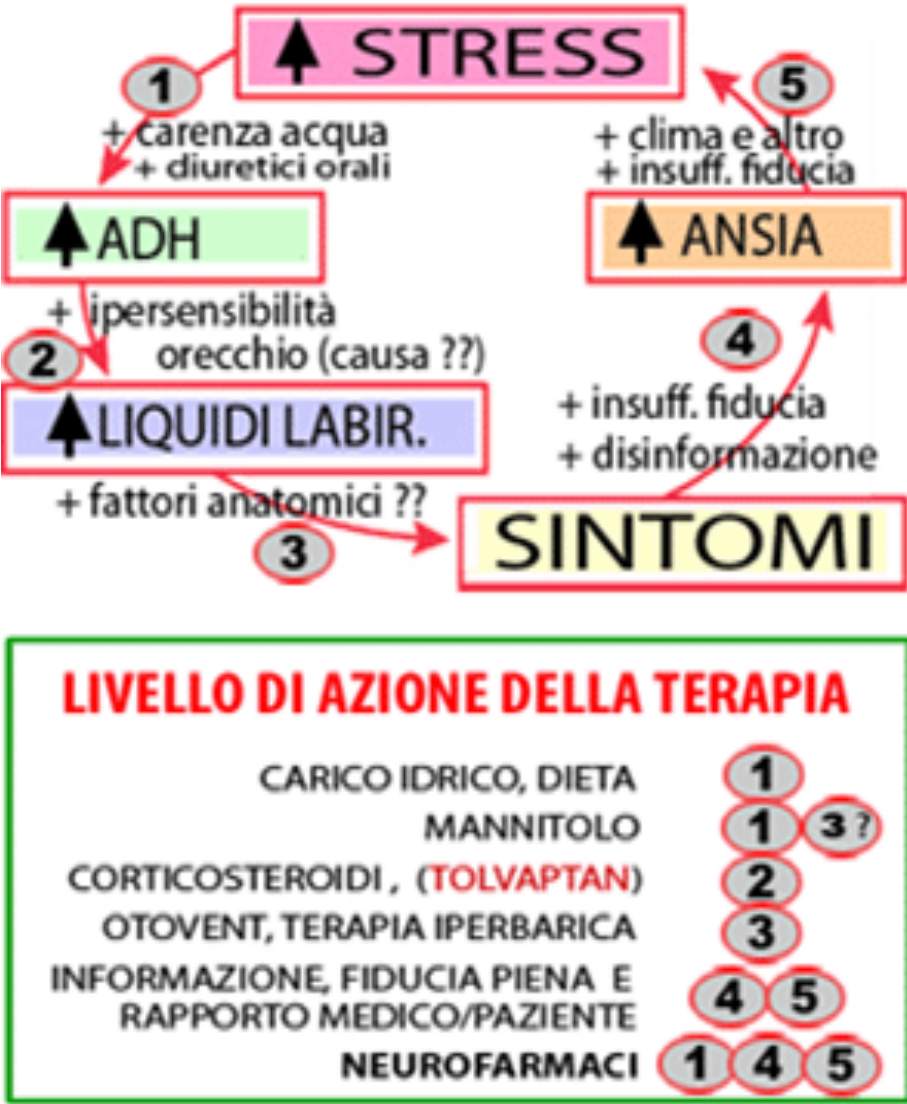 STRESS
1
5
+ carenza acqua
+ diuretici orali
+ clima e altro
+ insuff. fiducia
ADH
ANSIA
+ ipersensibilità
orecchio (causa ??)
2
4
LIQUIDI LABIR.
+ insuff. fiducia
+ disinformazione
+ fattori anatomici ??
3
SINTOMI
LIVELLO DI AZIONE DELLA TERAPIA
CARICO IDRICO, DIETA 1
MANNITOLO 1 3 ?
CORTICOSTEROIDI , (TOLVAPTAN) 2
OTOVENT, TERAPIA IPERBARICA 3
INFORMAZIONE, FIDUCIA PIENA E
RAPPORTO MEDICO/PAZIENTE 4 5
NEUROFARMACI 1 4 5